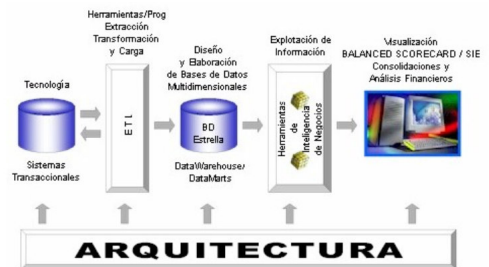 Herramientas/Prog
Extracción
Transformación
y Carga
Diseño
y Elaboración
de Bases de Datos
Multidimensionales
Explotación de
Información
Visualización
BALANCED SCORECARD / SIE
Consolidaciones y
Análisis Financieros
Tecnología
ETL
BD
Estrella
Herramientas
de
Inteligencia
de Negocios
Sistemas
Transaccionales
DataWarehouse/
DataMarts
ARQUITECTURA